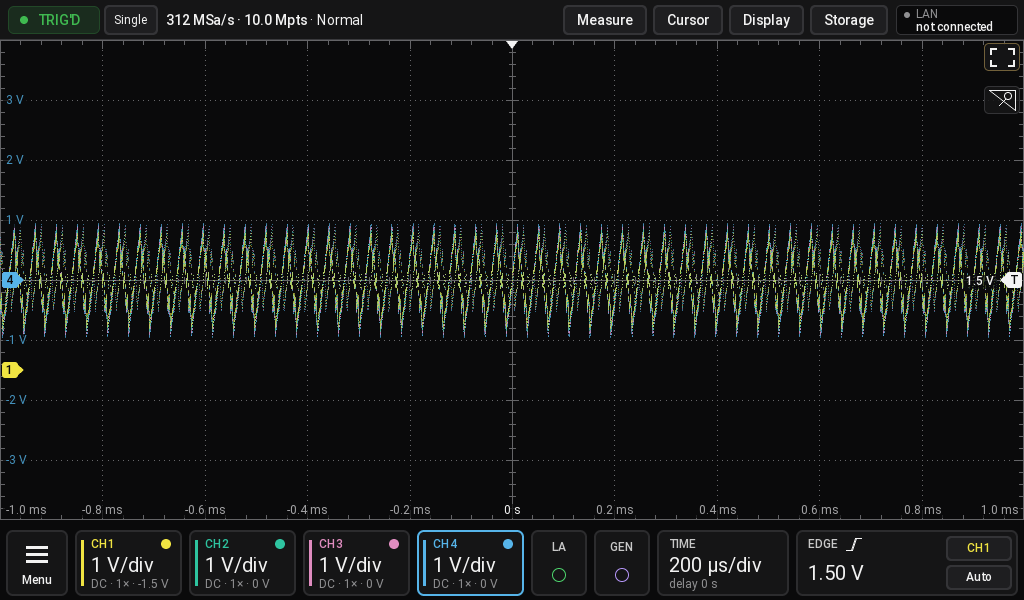 TRIG'D
Single
312 MSa/s · 10.0 Mpts · Normal
Measure
Cursor
Display
Storage
LAN
not connected
3 V
2 V
1 V
4
1.5 V
T
-1 V
1
-2 V
-3 V
-1.0 ms
-0.8 ms
-0.6 ms
-0.4 ms
-0.2 ms
0 s
0.2 ms
0.4 ms
0.6 ms
0.8 ms
1.0 ms
Menu
CH1
1 V/div
DC · 1× · -1.5 V
CH2
1 V/div
DC · 1× · 0 V
CH3
1 V/div
DC · 1× · 0 V
CH4
1 V/div
DC · 1× · 0 V
LA
GEN
TIME
200 µs/div
delay 0 s
EDGE
1.50 V
CH1
Auto